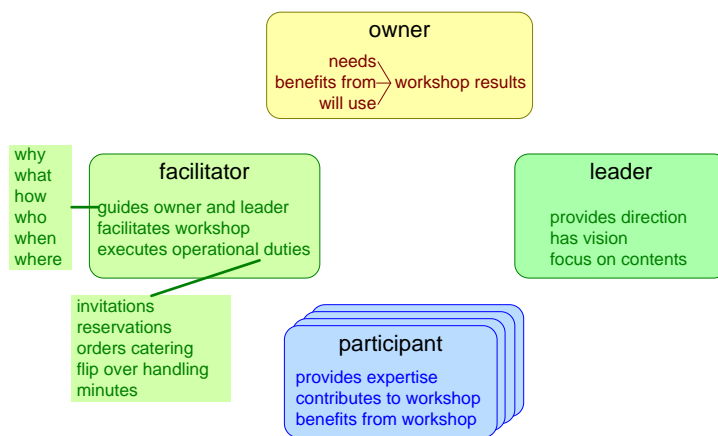 owner
needs
benefits from workshop results
will use
why
what
how
who
when
where
facilitator
guides owner and leader
facilitates workshop
executes operational duties
leader
provides direction
has vision
focus on contents
invitations
reservations
orders catering
flip over handling
minutes
participant
provides expertise
contributes to workshop
benefits from workshop